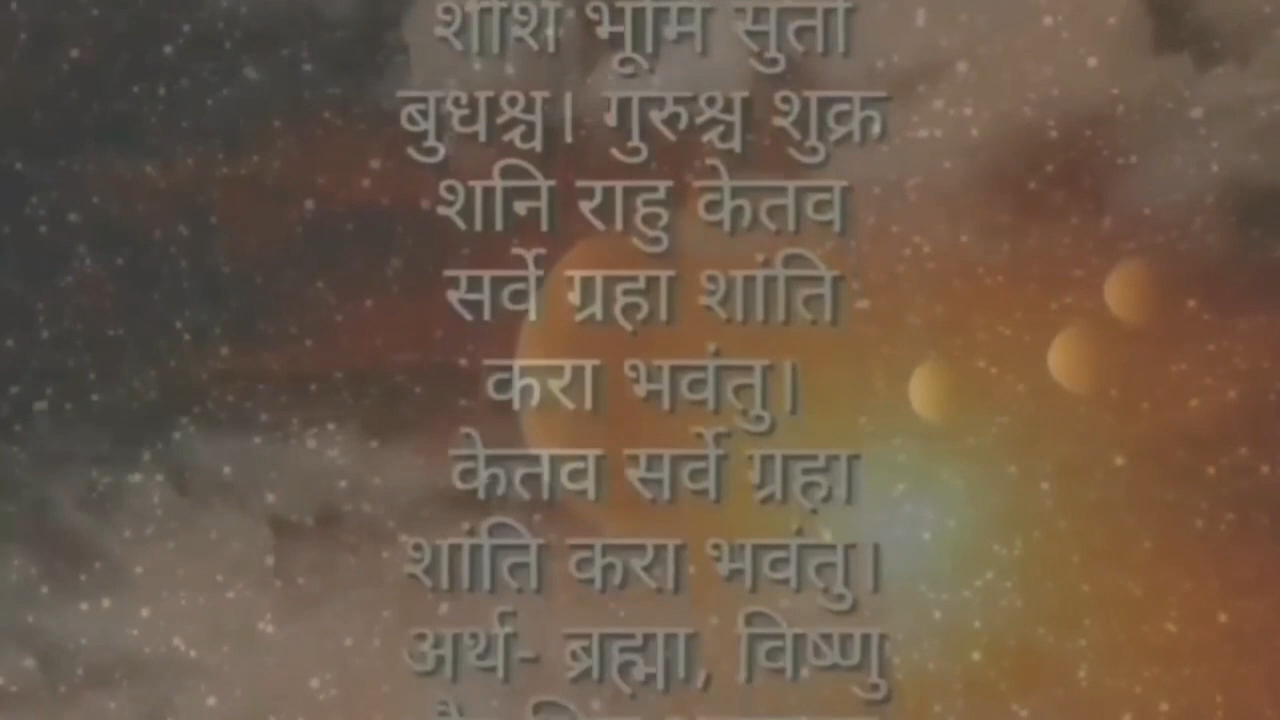 शशि भूमि सुतो
बुधश्च। गुरुश्च शुक्र
शनि राहु केतव
सर्वे ग्रहा शांति
करा भवंतु।
केतव सर्वे ग्रहा
शांति करा भवंतु।
अर्थ- ब्रह्मा, विष्णु